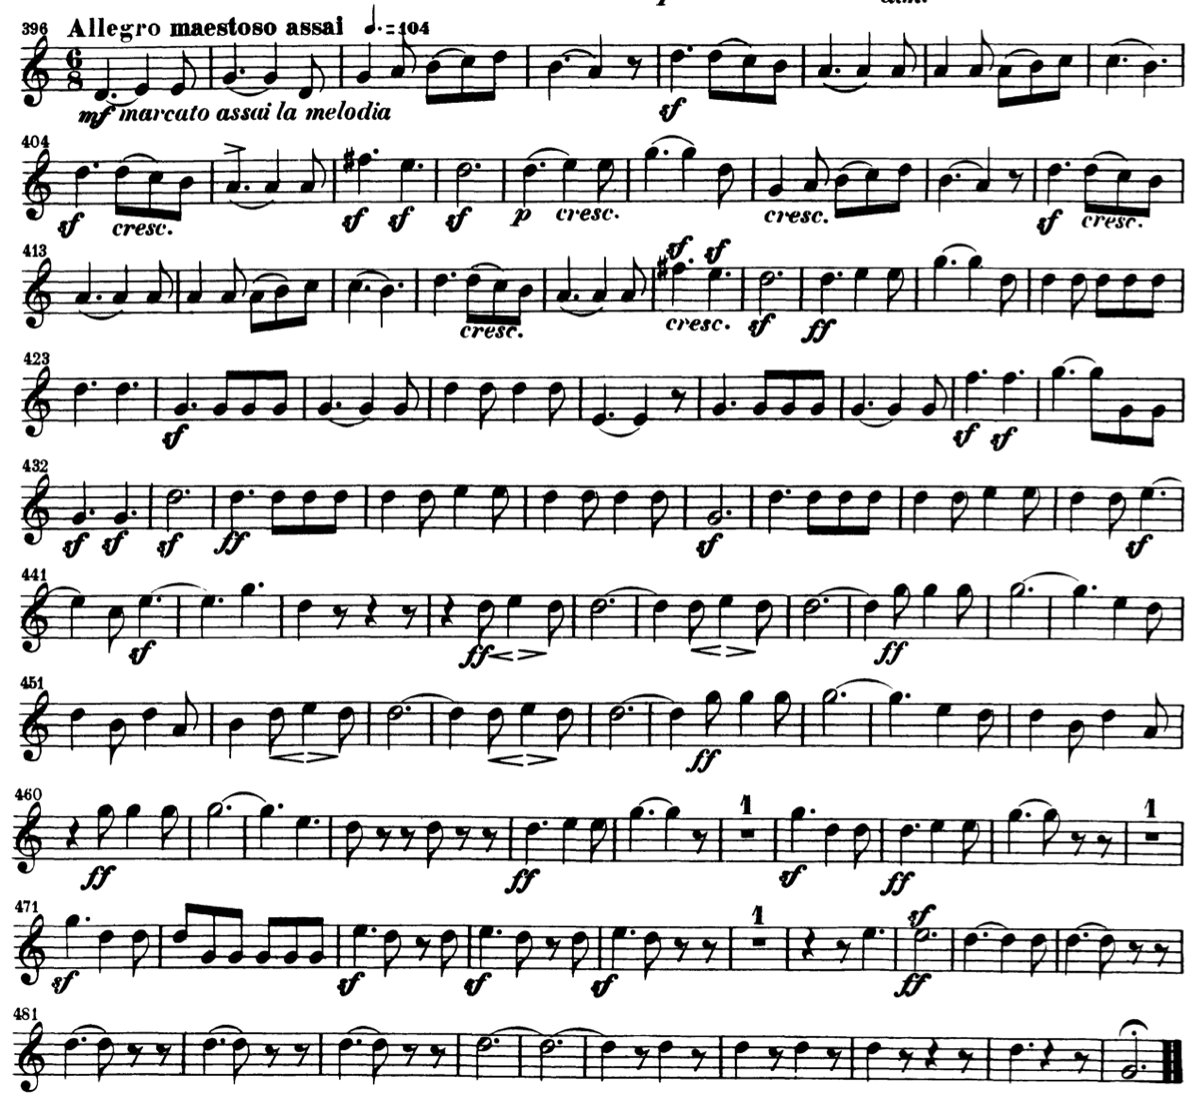 396 Allegro maestoso assai ♩.=104
6
8
mf marcato assai la melodia sf
404
sf cresc. sf sf sf p cresc. cresc. sf cresc.
413
sf sf
cresc. cresc. sf ff
423
sf sf sf
432
sf sf sf ff sf sf
441
sf ff ff
451
ff
460
1 1
ff ff sf ff
471
1 sf
sf sf sf sf ff
481